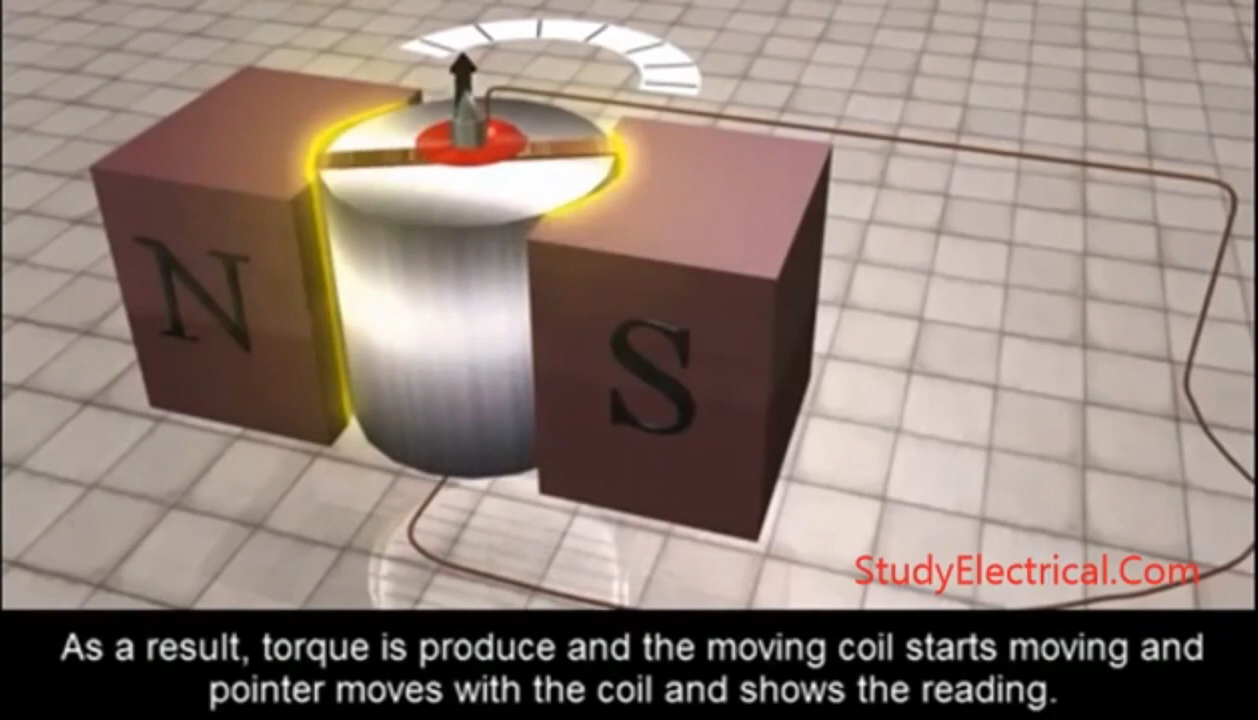 N
S
StudyElectrical.Com
As a result, torque is produce and the moving coil starts moving and
pointer moves with the coil and shows the reading.